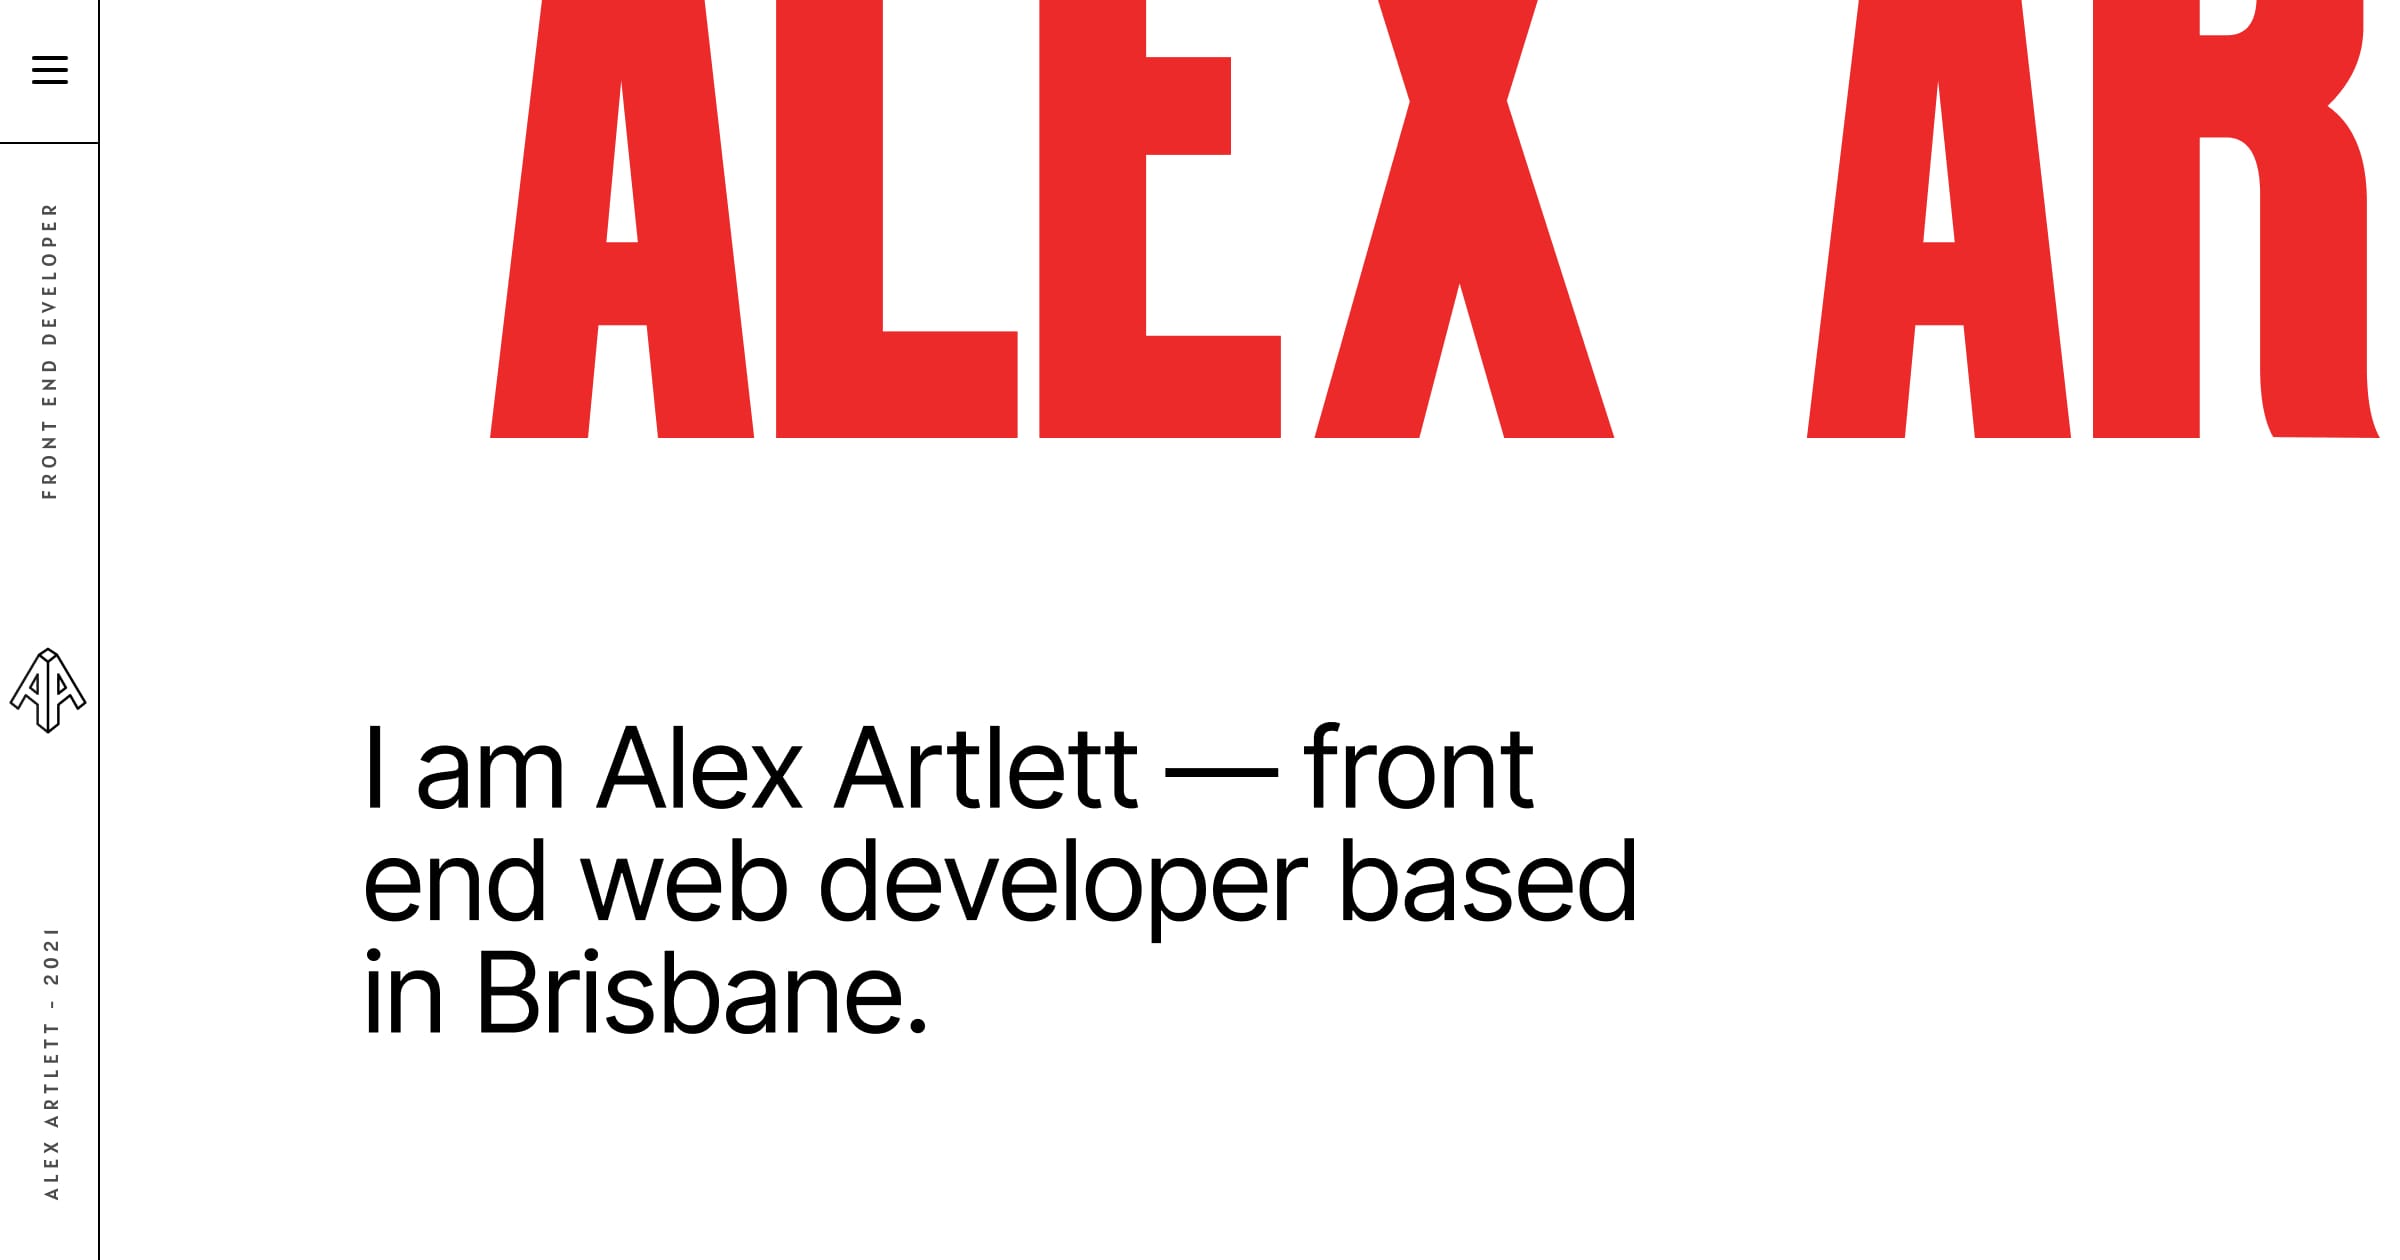 ALEX AR
FRONT END DEVELOPER
I am Alex Artlett — front
end web developer based
in Brisbane.
ALEX ARTLETT - 2021